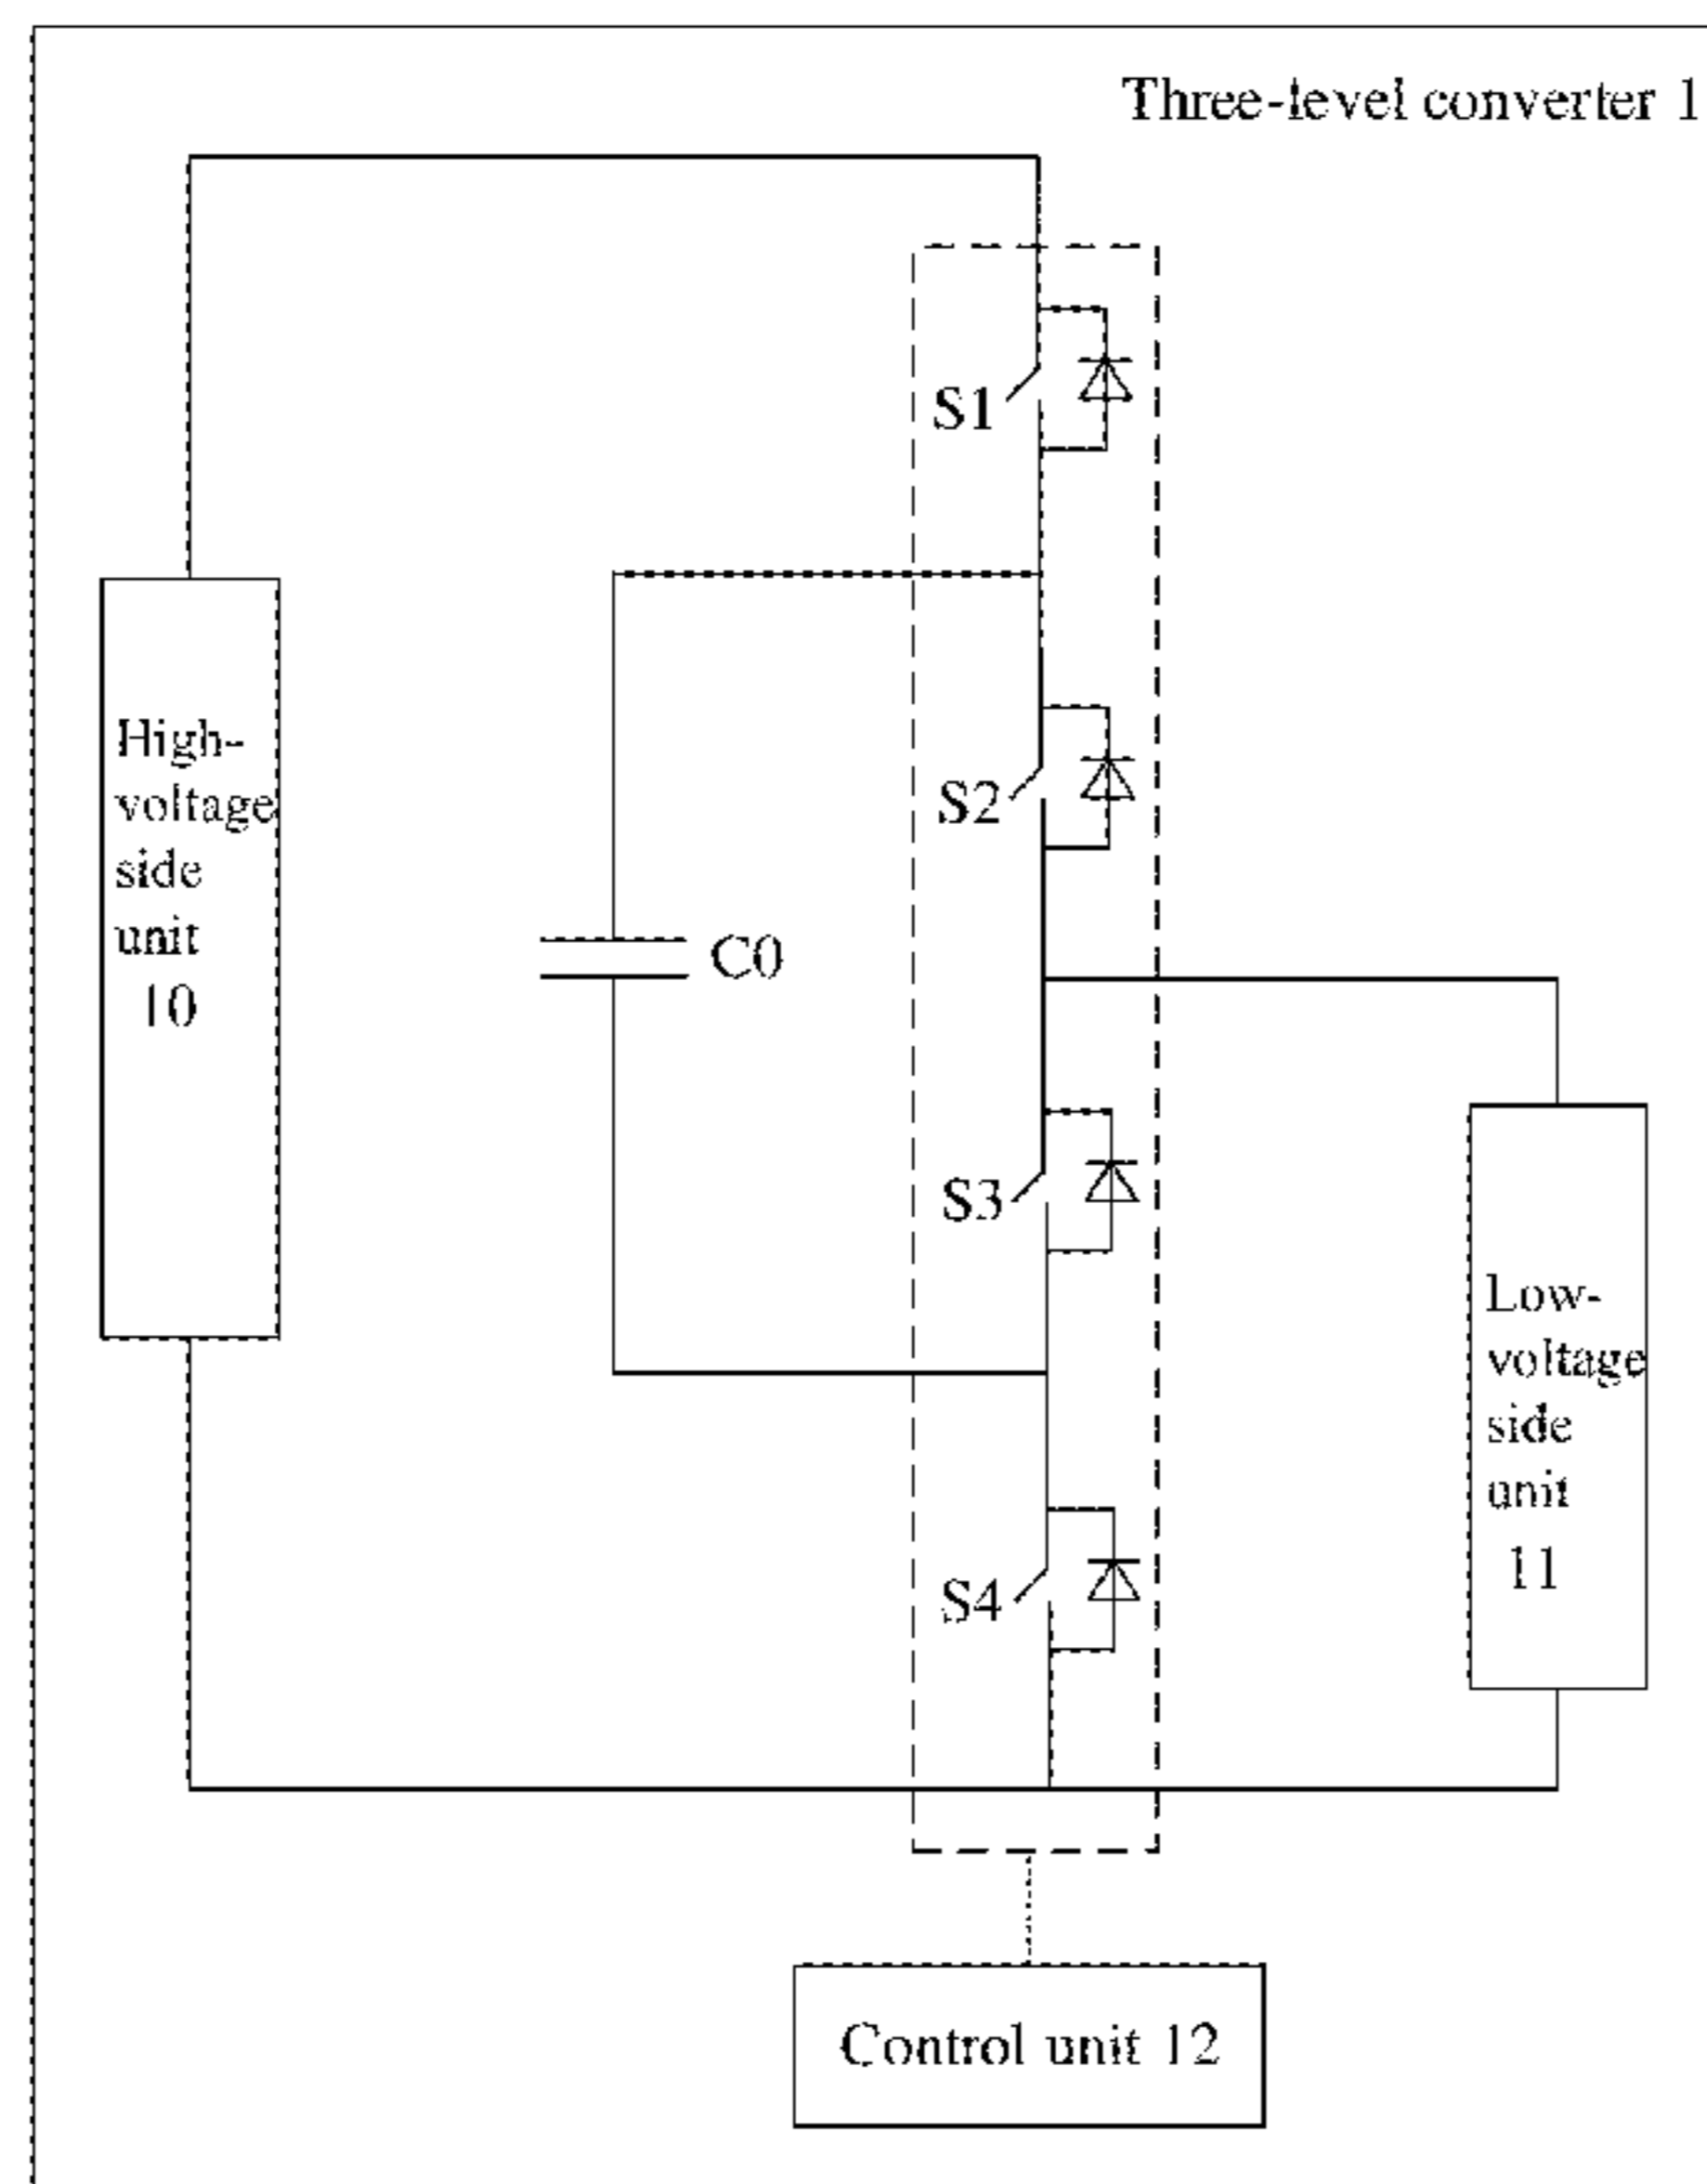 Three-level converter 1
S1
High-
voltage
side
unit
10
S2
C0
S3
Low-
voltage
side
unit
11
S4
Control unit 12